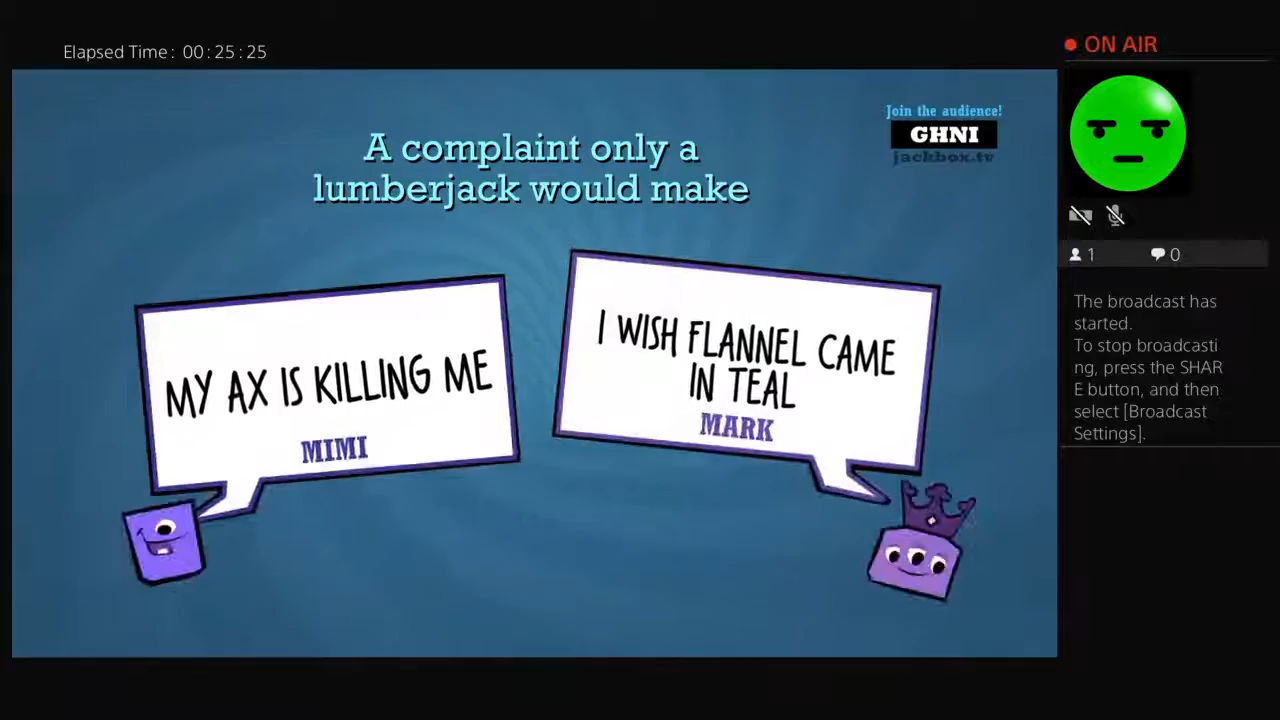 Elapsed Time: 00:25:25
ON AIR
Join the audience!
GHNI
jackbox.tv
A complaint only a
lumberjack would make
MY AX IS KILLING ME
MIMI
I WISH FLANNEL CAME
IN TEAL
MARK
1
0
The broadcast has
started.
To stop broadcasti
ng, press the SHAR
E button, and then
select [Broadcast
Settings].